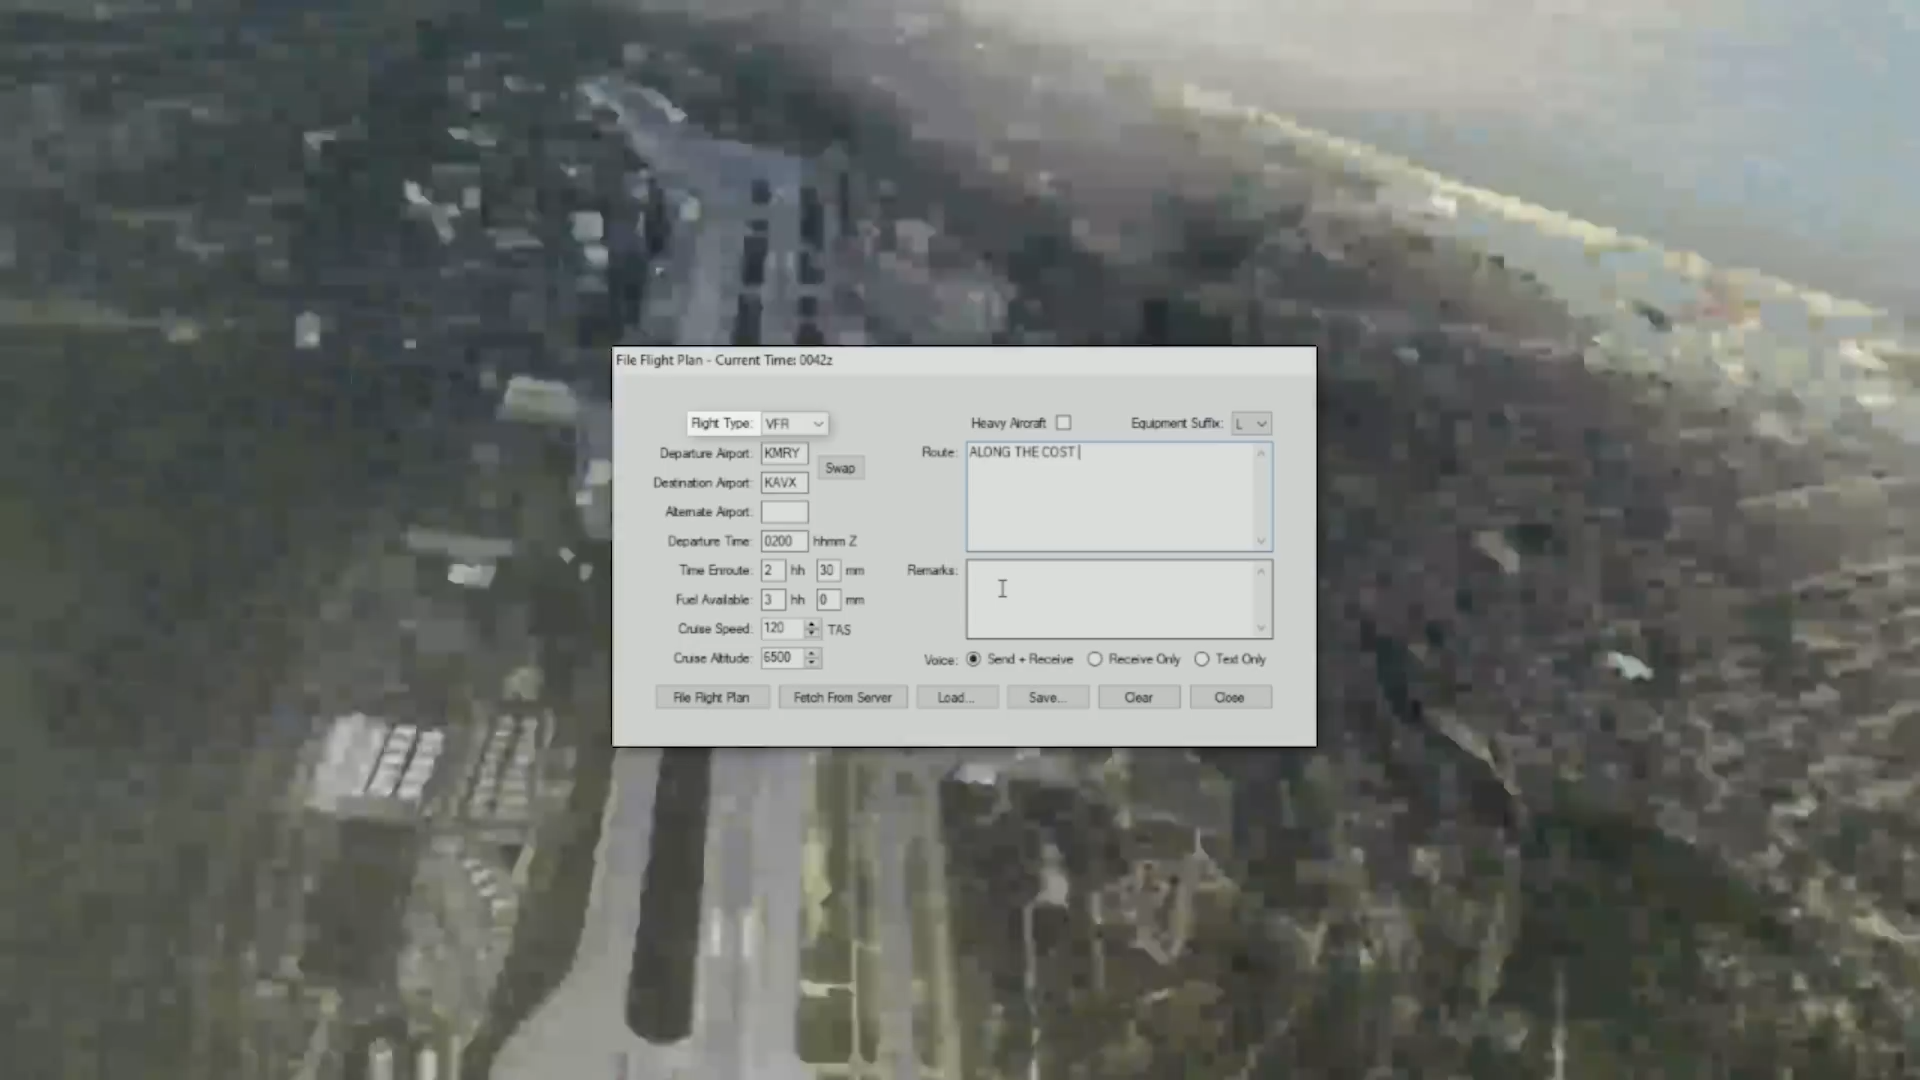 File Flight Plan - Current Time: 0042z
Flight Type: VFR
Heavy Aircraft
Equipment Suffix: L
Departure Airport: KMRY
Swap
Route: ALONG THE COST
Destination Airport: KAVX
Alternate Airport:
Departure Time: 0200 hhmm Z
Time Enroute: 2 hh 30 mm
Remarks:
Fuel Available: 3 hh 0 mm
Cruise Speed: 120 TAS
Cruise Altitude: 6500
Voice: Send + Receive Receive Only Text Only
File Flight Plan Fetch From Server Load... Save... Clear Close